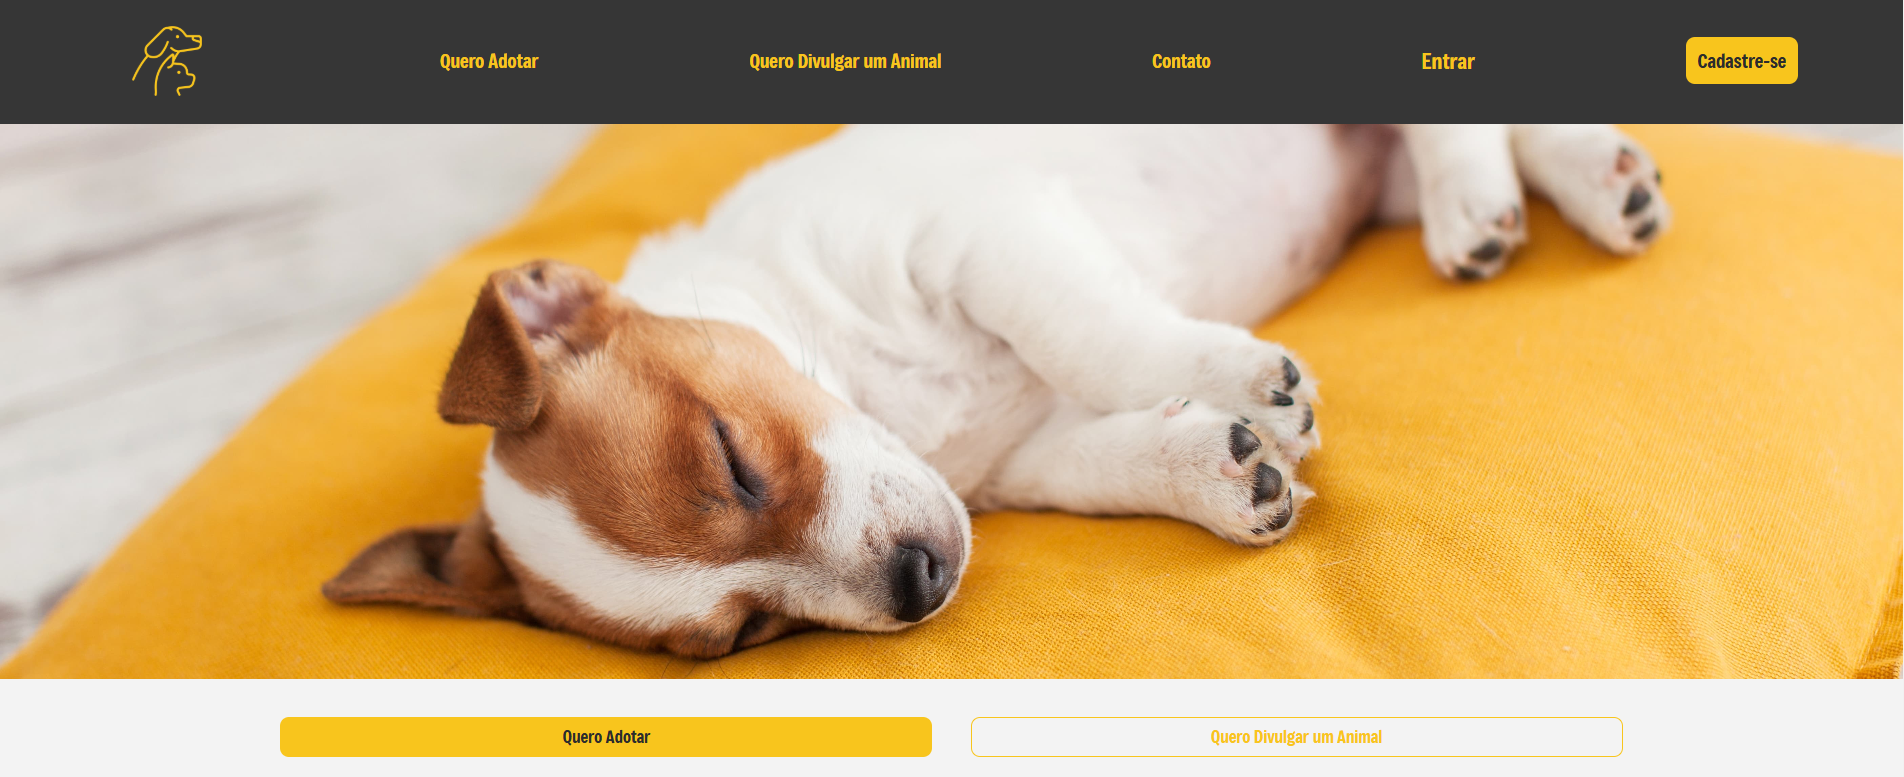 Quero Adotar
Quero Divulgar um Animal
Contato
Entrar
Cadastre-se
Quero Adotar
Quero Divulgar um Animal